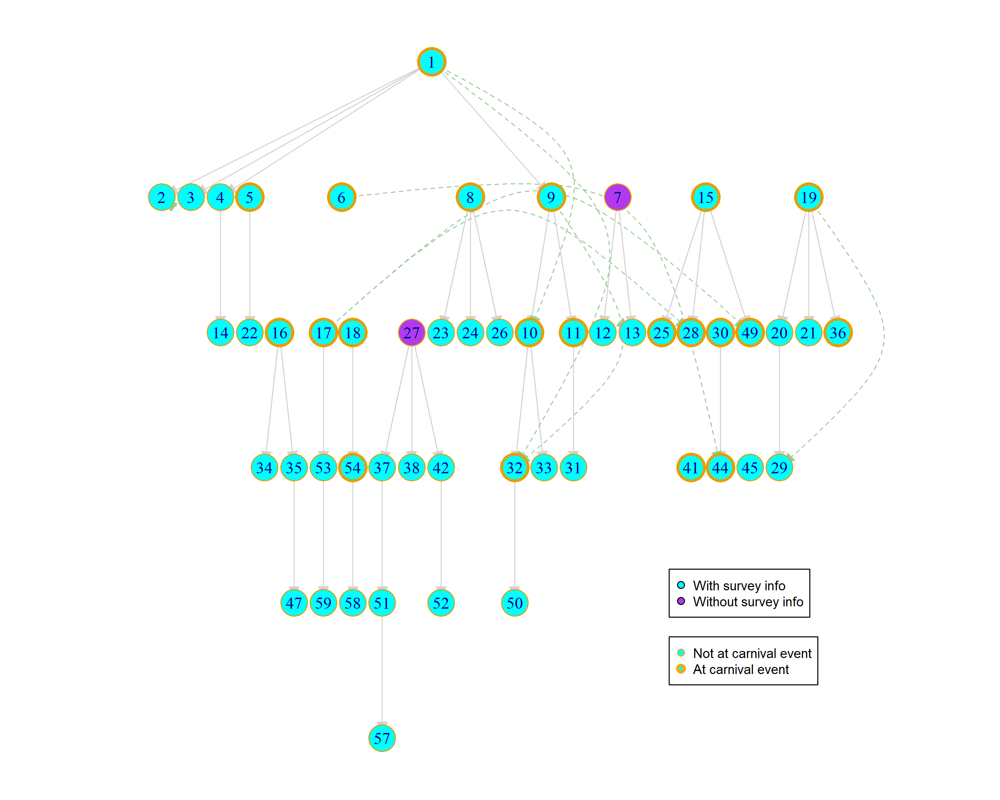 1
2 3 4 5 6 8 9 7 15 19
14 22 16 17 18 27 23 24 26 10 11 12 13 25 28 30 49 20 21 36
34 35 53 54 37 38 42 32 33 31 41 44 45 29
47 59 58 51 52 50
With survey info
Without survey info
Not at carnival event
At carnival event
57